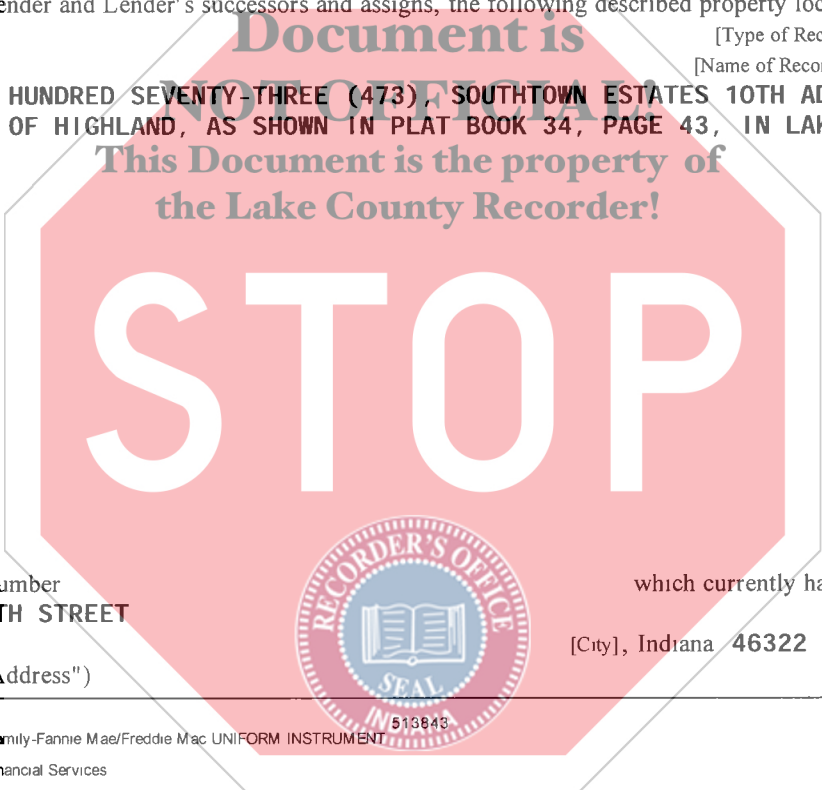 ender and Lender's successors and assigns, the following described property loc
Document is
[Type of Rec
NOT OFFICIAL!
[Name of Recor
HUNDRED SEVENTY-THREE (473), SOUTHTOWN ESTATES 10TH AD
OF HIGHLAND, AS SHOWN IN PLAT BOOK 34, PAGE 43, IN LAK
This Document is the property of
the Lake County Recorder!
STOP
RECORDER'S OFFICE
SEAL
INDIANA
umber which currently ha
TH STREET
[City], Indiana 46322
Address")
513843
mily-Fannie Mae/Freddie Mac UNIFORM INSTRUMENT
nancial Services